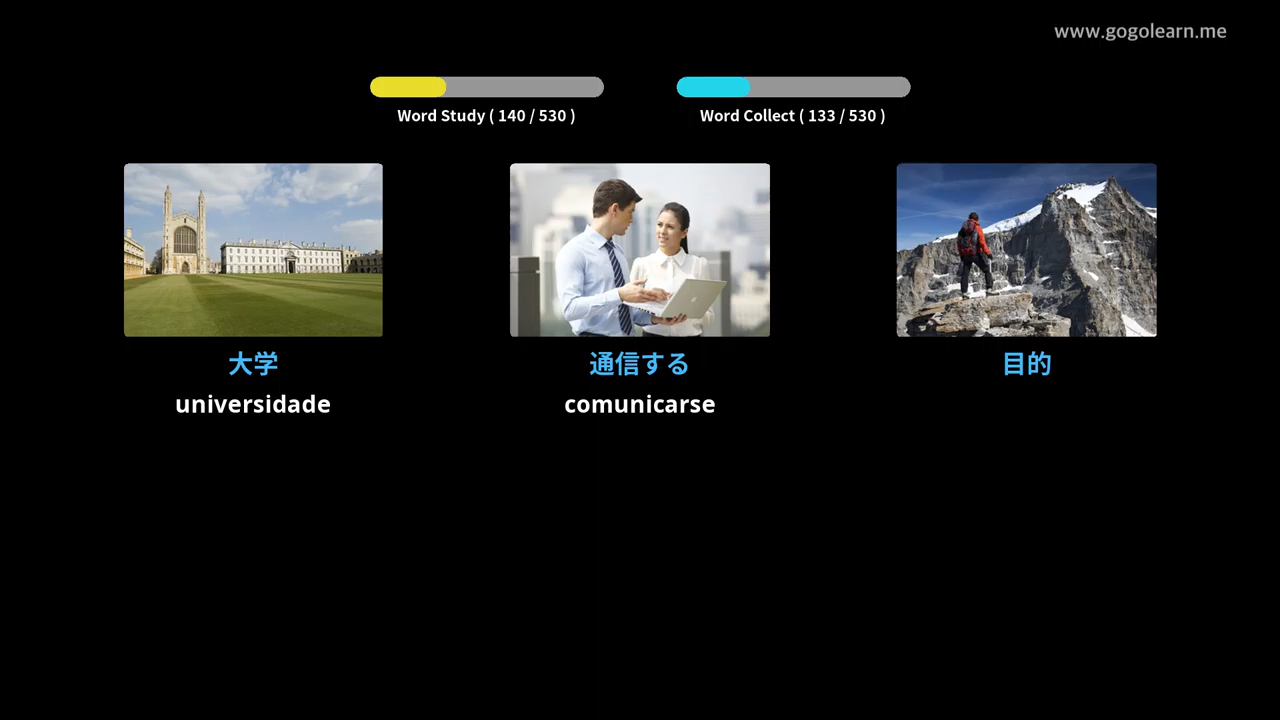 www.gogolearn.me
Word Study ( 140 / 530 )
Word Collect ( 133 / 530 )
大学
通信する
目的
universidade
comunicarse